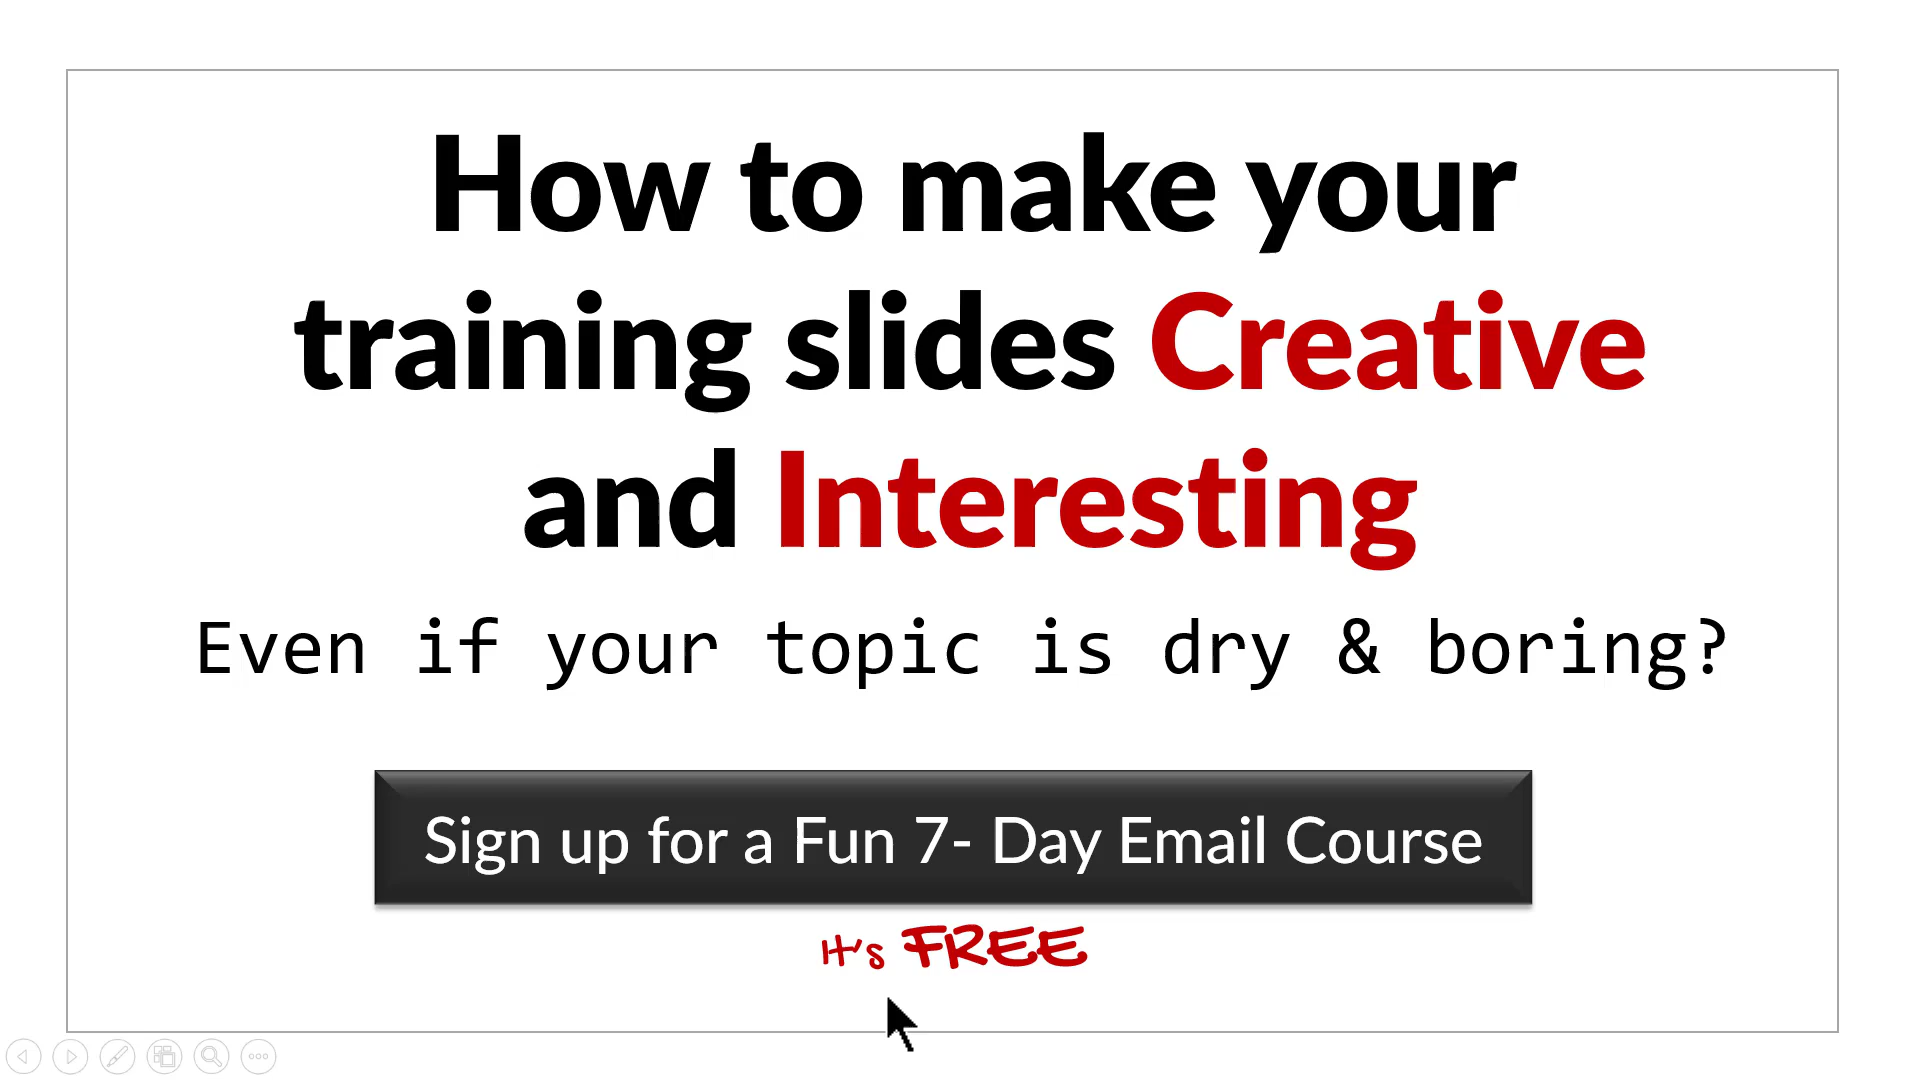 How to make your
training slides Creative
and Interesting
Even if your topic is dry & boring?
Sign up for a Fun 7- Day Email Course
It's FREE